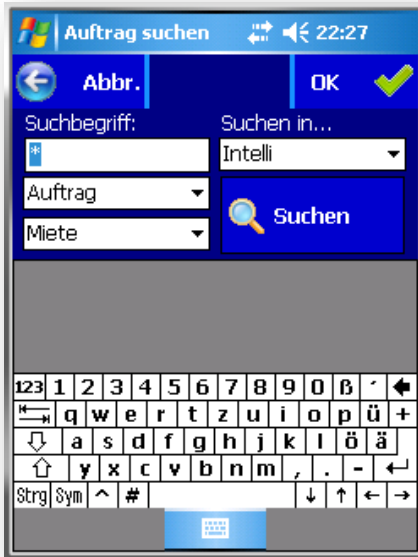 Auftrag suchen 22:27
Abbr. OK
Suchbegriff: Suchen in...
* Intelli
Auftrag
Suchen
Miete
123 1 2 3 4 5 6 7 8 9 0 ß ´
q w e r t z u i o p ü +
a s d f g h j k l ö ä
y x c v b n m , . -
Strg Sym ^ # ↓ ↑ ← →